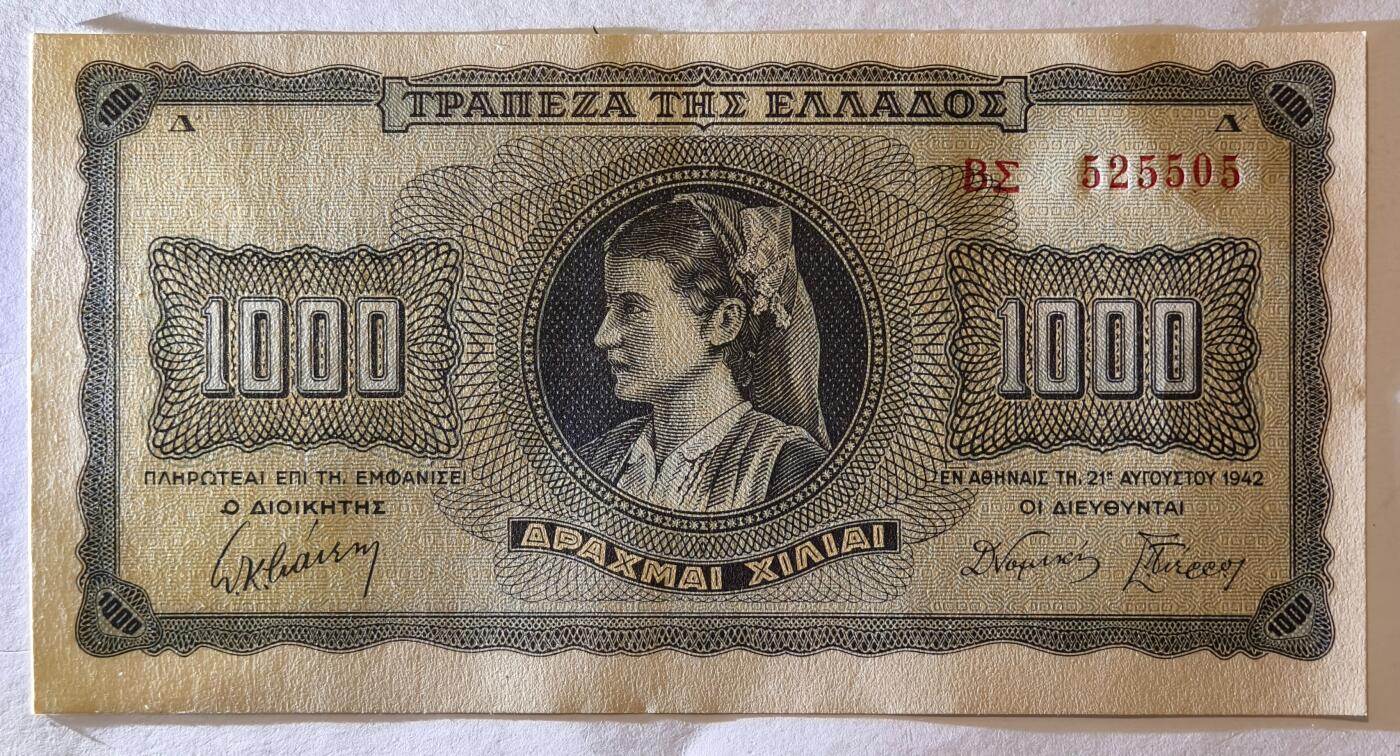 1000 ΤΡΑΠΕΖΑ ΤΗΣ ΕΛΛΑΔΟΣ 1000
Δ Δ
ΒΣ 525505
1000 1000
ΠΛΗΡΩΤΕΑΙ ΕΠΙ ΤΗ, ΕΜΦΑΝΙΣΕΙ
Ο ΔΙΟΙΚΗΤΗΣ
ΕΝ ΑΘΗΝΑΙΣ ΤΗ, 21ῃ ΑΥΓΟΥΣΤΟΥ 1942
ΟΙ ΔΙΕΥΘΥΝΤΑΙ
ΔΡΑΧΜΑΙ ΧΙΛΙΑΙ
1000 1000